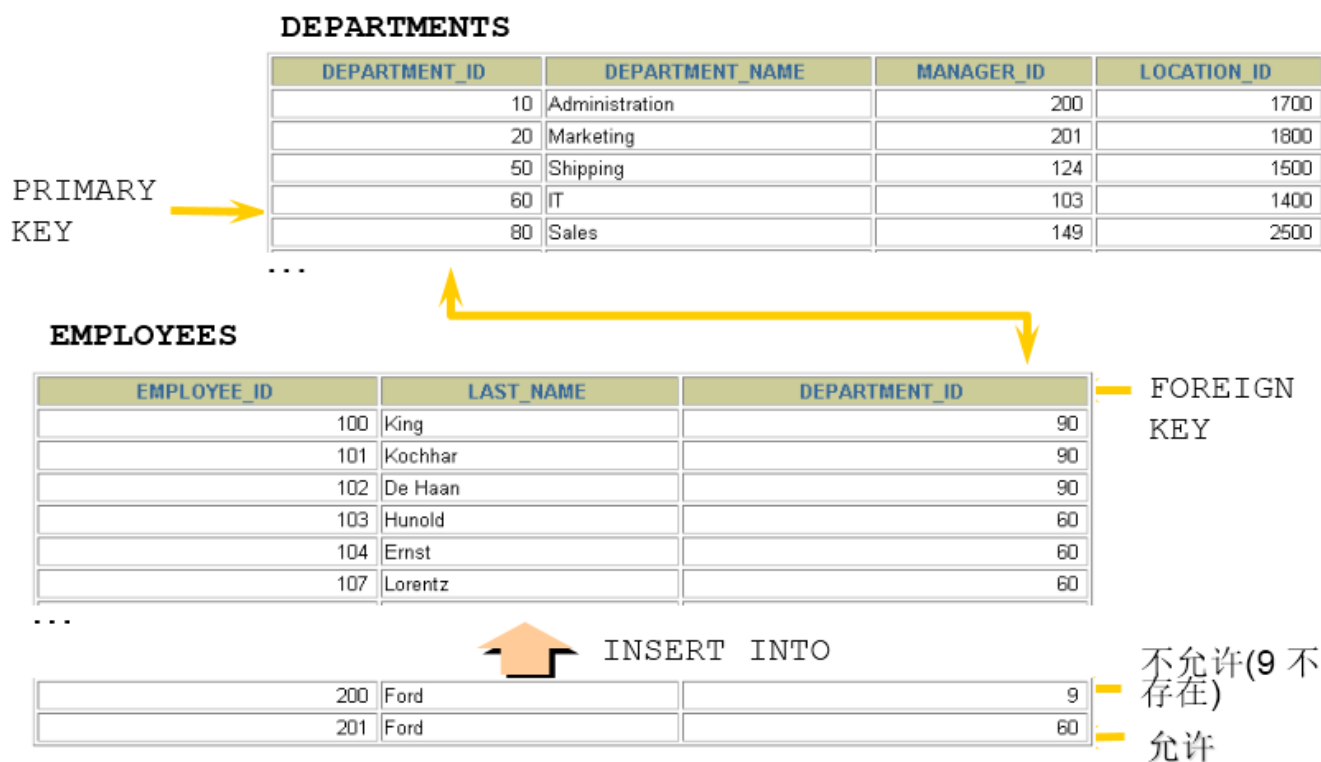 DEPARTMENTS
DEPARTMENT_ID DEPARTMENT_NAME MANAGER_ID LOCATION_ID
10 Administration 200 1700
20 Marketing 201 1800
50 Shipping 124 1500
60 IT 103 1400
80 Sales 149 2500
...
PRIMARY
KEY
EMPLOYEES
EMPLOYEE_ID LAST_NAME DEPARTMENT_ID
100 King 90
101 Kochhar 90
102 De Haan 90
103 Hunold 60
104 Ernst 60
107 Lorentz 60
...
FOREIGN
KEY
INSERT INTO
200 Ford 9
201 Ford 60
不允许(9 不
存在)
允许